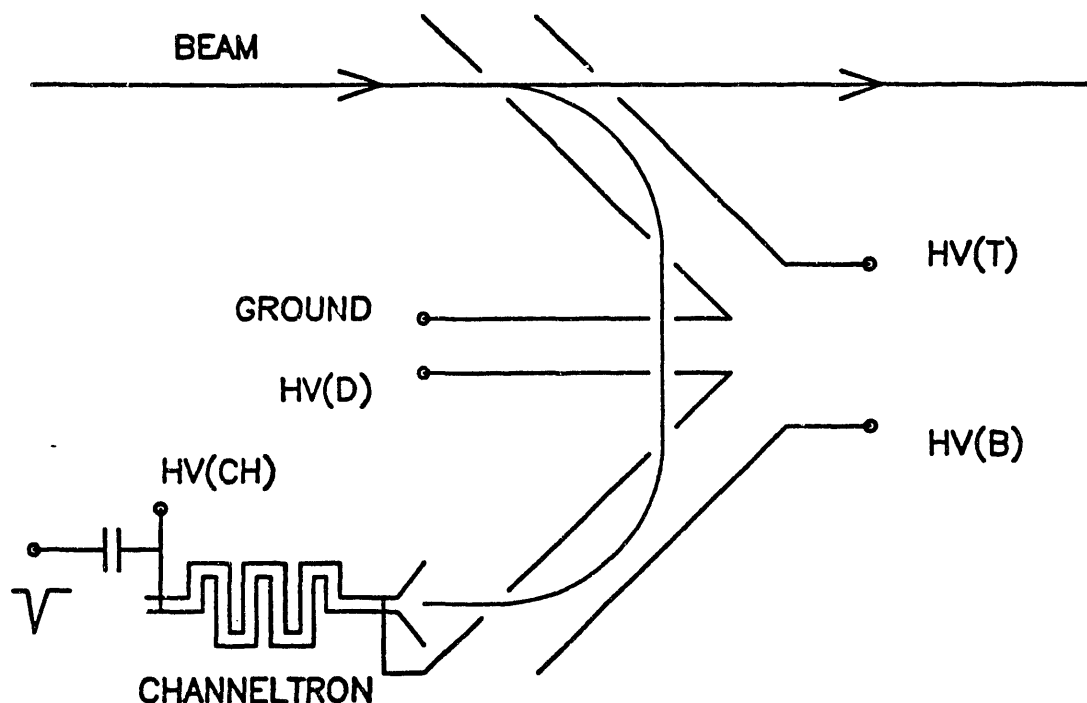 BEAM
HV(T)
GROUND
HV(D)
HV(B)
HV(CH)
CHANNELTRON